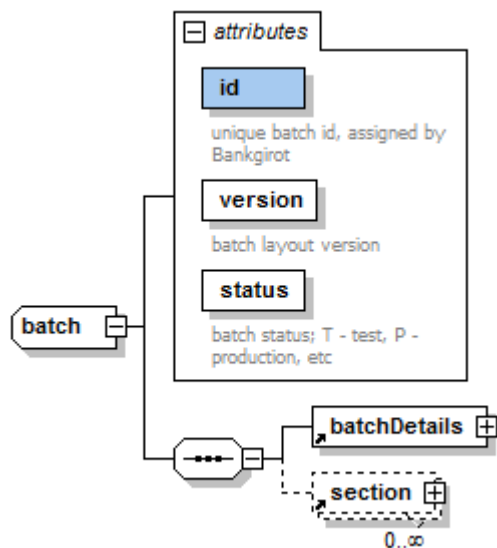 attributes
id
unique batch id, assigned by
Bankgirot
version
batch layout version
status
batch status; T - test, P -
production, etc
batch
batchDetails
section
0..∞